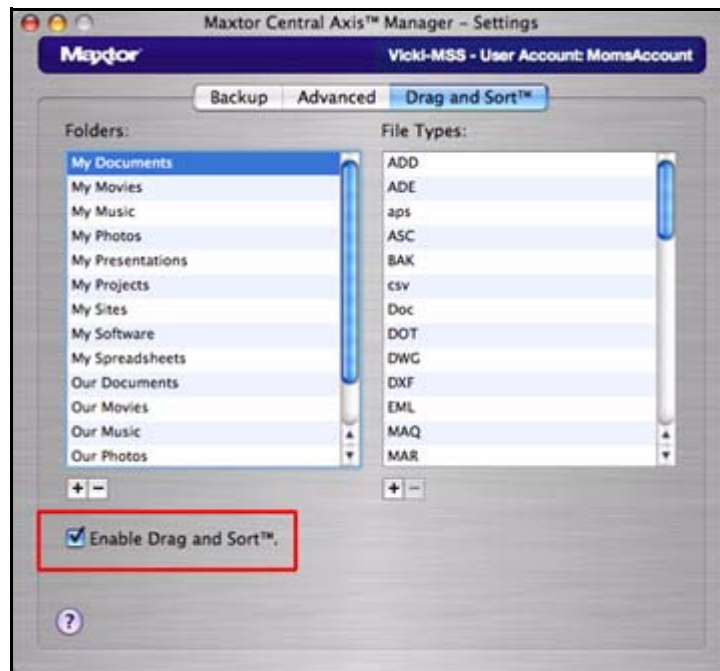 Maxtor Central Axis™ Manager – Settings
Maxtor
Vicki-MSS - User Account: MomsAccount
Backup Advanced Drag and Sort™
Folders:
My Documents
My Movies
My Music
My Photos
My Presentations
My Projects
My Sites
My Software
My Spreadsheets
Our Documents
Our Movies
Our Music
Our Photos
+ −
File Types:
ADD
ADE
aps
ASC
BAK
csv
Doc
DOT
DWG
DXF
EML
MAQ
MAR
+ −
Enable Drag and Sort™.
?